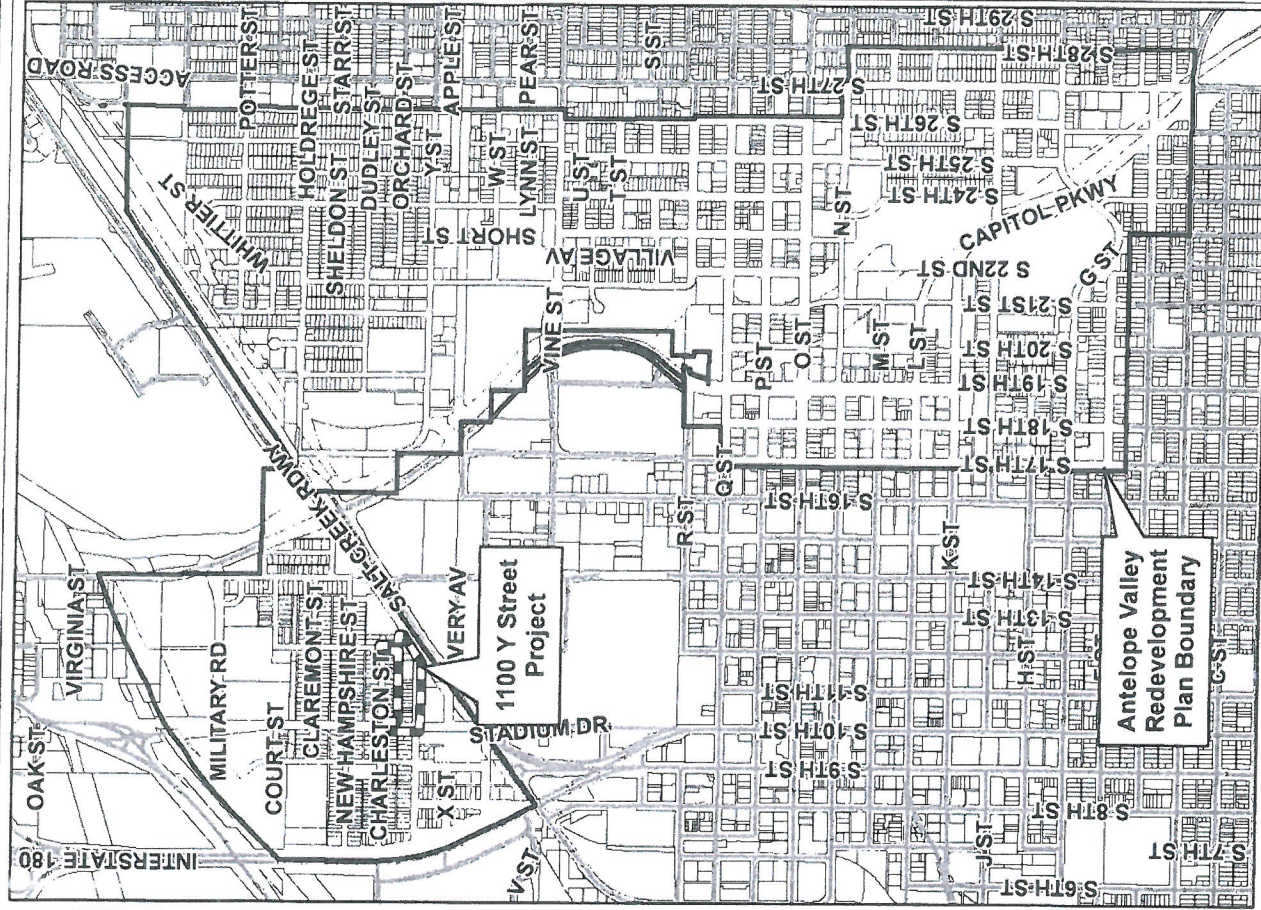 OAK ST
VIRGINIA ST
MILITARY RD
COURT ST
CLAREMONT ST
NEW HAMPSHIRE ST
CHARLESTON ST
X ST
V ST
INTERSTATE 180
SALT CREEK RDWY
VERY AV
1100 Y Street
Project
STADIUM DR
ACCESS ROAD
POTTER ST
HOLDREGE ST
SHELDON ST
STARR ST
DUDLEY ST
ORCHARD ST
Y ST
APPLE ST
W ST
LYNN ST
PEAR ST
U ST
T ST
S ST
WHITTIER ST
SHORT ST
VILLAGE AV
VINE ST
R ST
Q ST
P ST
O ST
N ST
M ST
L ST
K ST
J ST
H ST
G ST
C ST
CAPITOL PKWY
S 29TH ST
S 28TH ST
S 27TH ST
S 26TH ST
S 25TH ST
S 24TH ST
S 22ND ST
S 21ST ST
S 20TH ST
S 19TH ST
S 18TH ST
S 17TH ST
S 16TH ST
S 14TH ST
S 13TH ST
S 11TH ST
S 10TH ST
S 9TH ST
S 8TH ST
S 7TH ST
S 6TH ST
Antelope Valley
Redevelopment
Plan Boundary